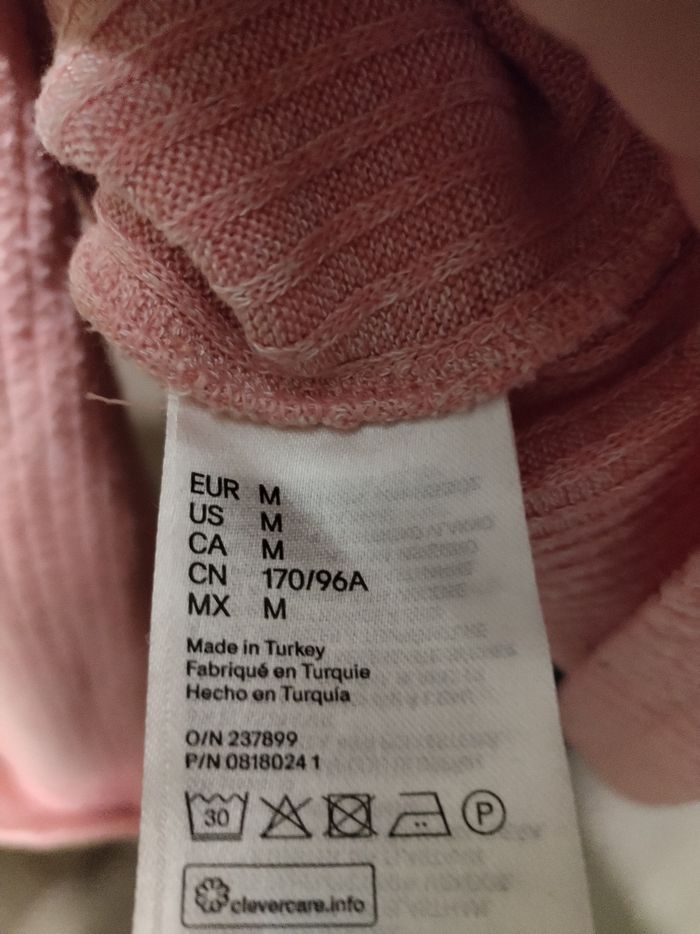 EUR M
US M
CA M
CN 170/96A
MX M
Made in Turkey
Fabriqué en Turquie
Hecho en Turquía
O/N 237899
P/N 0818024 1
30
P
clevercare.info